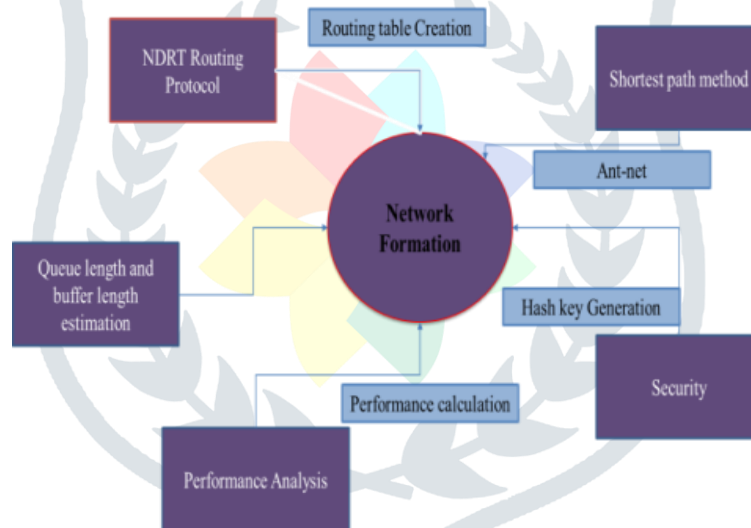 Routing table Creation
NDRT Routing
Protocol
Shortest path method
Ant-net
Network
Formation
Queue length and
buffer length
estimation
Hash key Generation
Security
Performance calculation
Performance Analysis